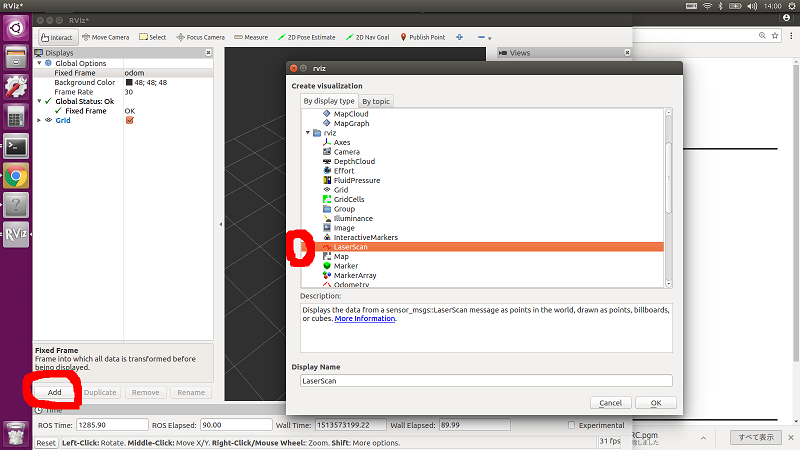 RViz*
14:00
RViz*
Interact Move Camera Select Focus Camera Measure 2D Pose Estimate 2D Nav Goal Publish Point
Displays
Global Options
Fixed Frame odom
Background Color 48; 48; 48
Frame Rate 30
Global Status: Ok
Fixed Frame OK
Grid
Fixed Frame
Frame into which all data is transformed before
being displayed.
Add Duplicate Remove Rename
Views
rviz
Create visualization
By display type By topic
MapCloud
MapGraph
rviz
Axes
Camera
DepthCloud
Effort
FluidPressure
Grid
GridCells
Group
Illuminance
Image
InteractiveMarkers
LaserScan
Map
Marker
MarkerArray
Odometry
Description:
Displays the data from a sensor_msgs::LaserScan message as points in the world, drawn as points, billboards,
or cubes. More Information.
Display Name
LaserScan
Cancel OK
Time
ROS Time: 1285.90 ROS Elapsed: 90.00 Wall Time: 1513573199.22 Wall Elapsed: 89.99 Experimental
Reset Left-Click: Rotate. Middle-Click: Move X/Y. Right-Click/Mouse Wheel:: Zoom. Shift: More options. 31 fps
RC.pgm
すべて表示
RViz